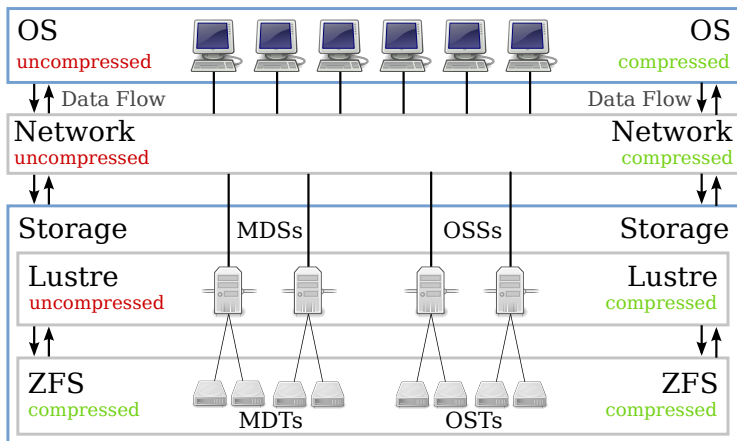 OS
OS
uncompressed
compressed
Data Flow
Data Flow
Network
Network
uncompressed
compressed
Storage
MDSs
OSSs
Storage
Lustre
Lustre
uncompressed
compressed
ZFS
ZFS
compressed
compressed
MDTs
OSTs